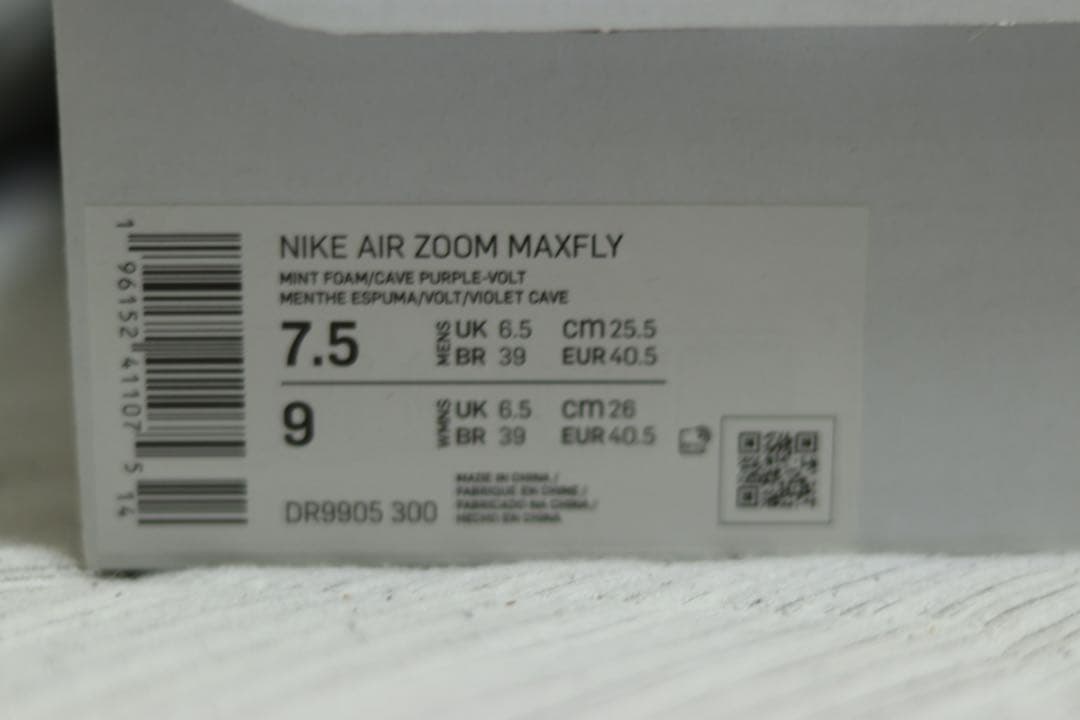 NIKE AIR ZOOM MAXFLY
MINT FOAM/CAVE PURPLE-VOLT
MENTHE ESPUMA/VOLT/VIOLET CAVE
7.5 MENS UK 6.5 cm 25.5
BR 39 EUR 40.5
9 WMNS UK 6.5 cm 26
BR 39 EUR 40.5
DR9905 300
MADE IN CHINA /
FABRIQUÉ EN CHINE /
FABRICADO NA CHINA /
HECHO EN CHINA
1 96152 41107 5 14